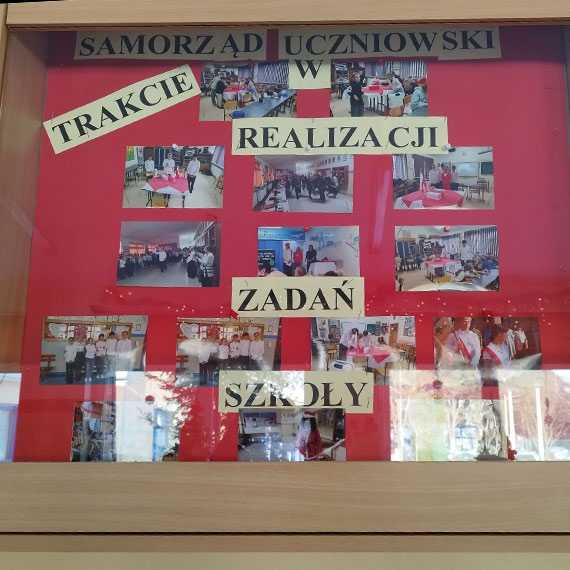 SAMORZĄD UCZNIOWSKI
W
TRAKCIE
REALIZACJI
ZADAŃ
SZKOŁY